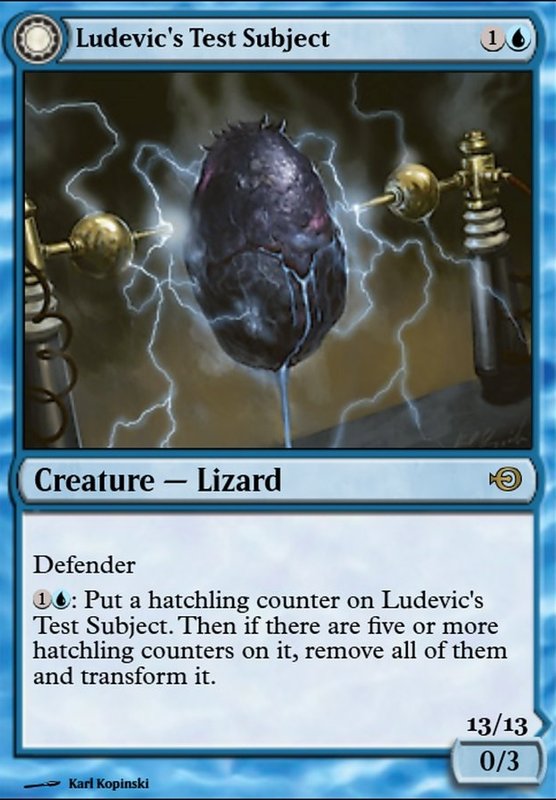 Ludevic's Test Subject 1
Creature — Lizard
Defender
1: Put a hatchling counter on Ludevic's
Test Subject. Then if there are five or more
hatchling counters on it, remove all of them
and transform it.
13/13
0/3
Karl Kopinski